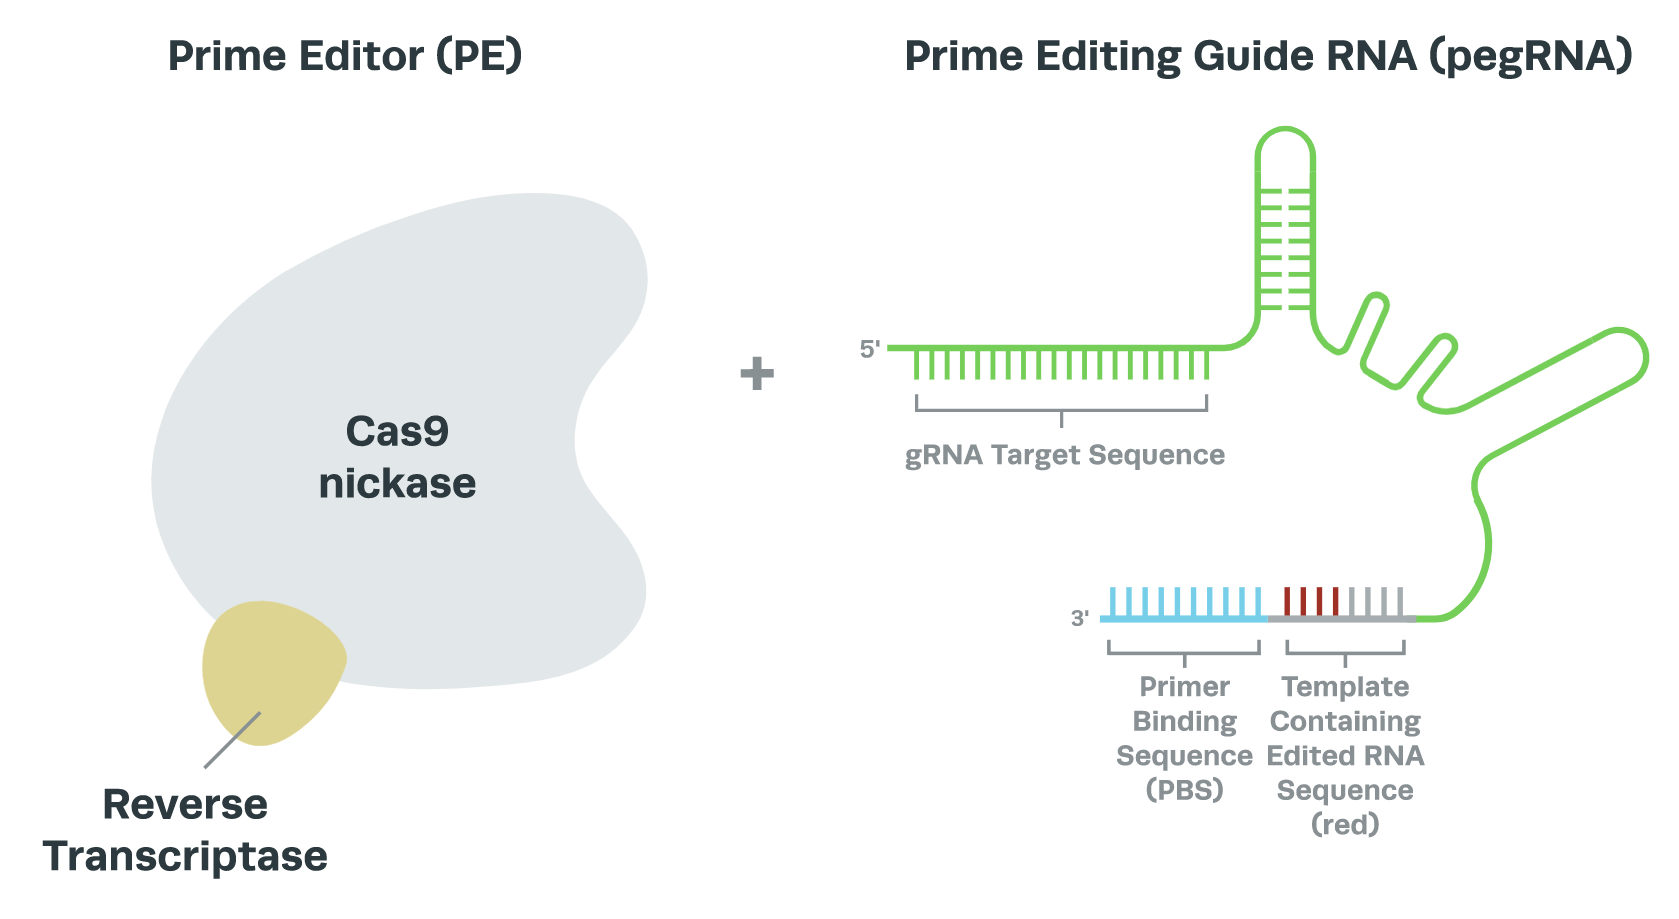 Prime Editor (PE)
Prime Editing Guide RNA (pegRNA)
Cas9
nickase
Reverse
Transcriptase
+
5'
gRNA Target Sequence
3'
Primer
Binding
Sequence
(PBS)
Template
Containing
Edited RNA
Sequence
(red)